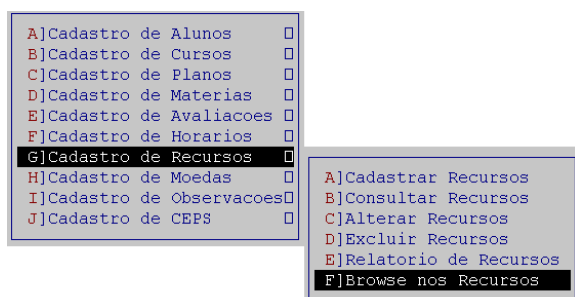 A]Cadastro de Alunos
B]Cadastro de Cursos
C]Cadastro de Planos
D]Cadastro de Materias
E]Cadastro de Avaliacoes
F]Cadastro de Horarios
G]Cadastro de Recursos
H]Cadastro de Moedas
I]Cadastro de Observacoes
J]Cadastro de CEPS
A]Cadastrar Recursos
B]Consultar Recursos
C]Alterar Recursos
D]Excluir Recursos
E]Relatorio de Recursos
F]Browse nos Recursos